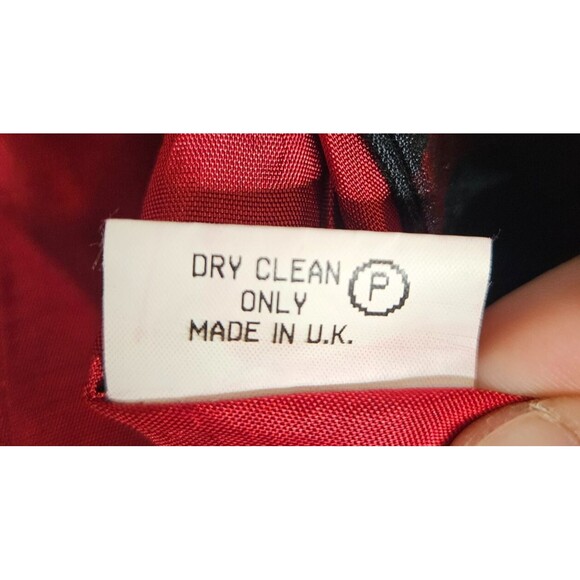 DRY CLEAN Ⓟ
ONLY
MADE IN U.K.